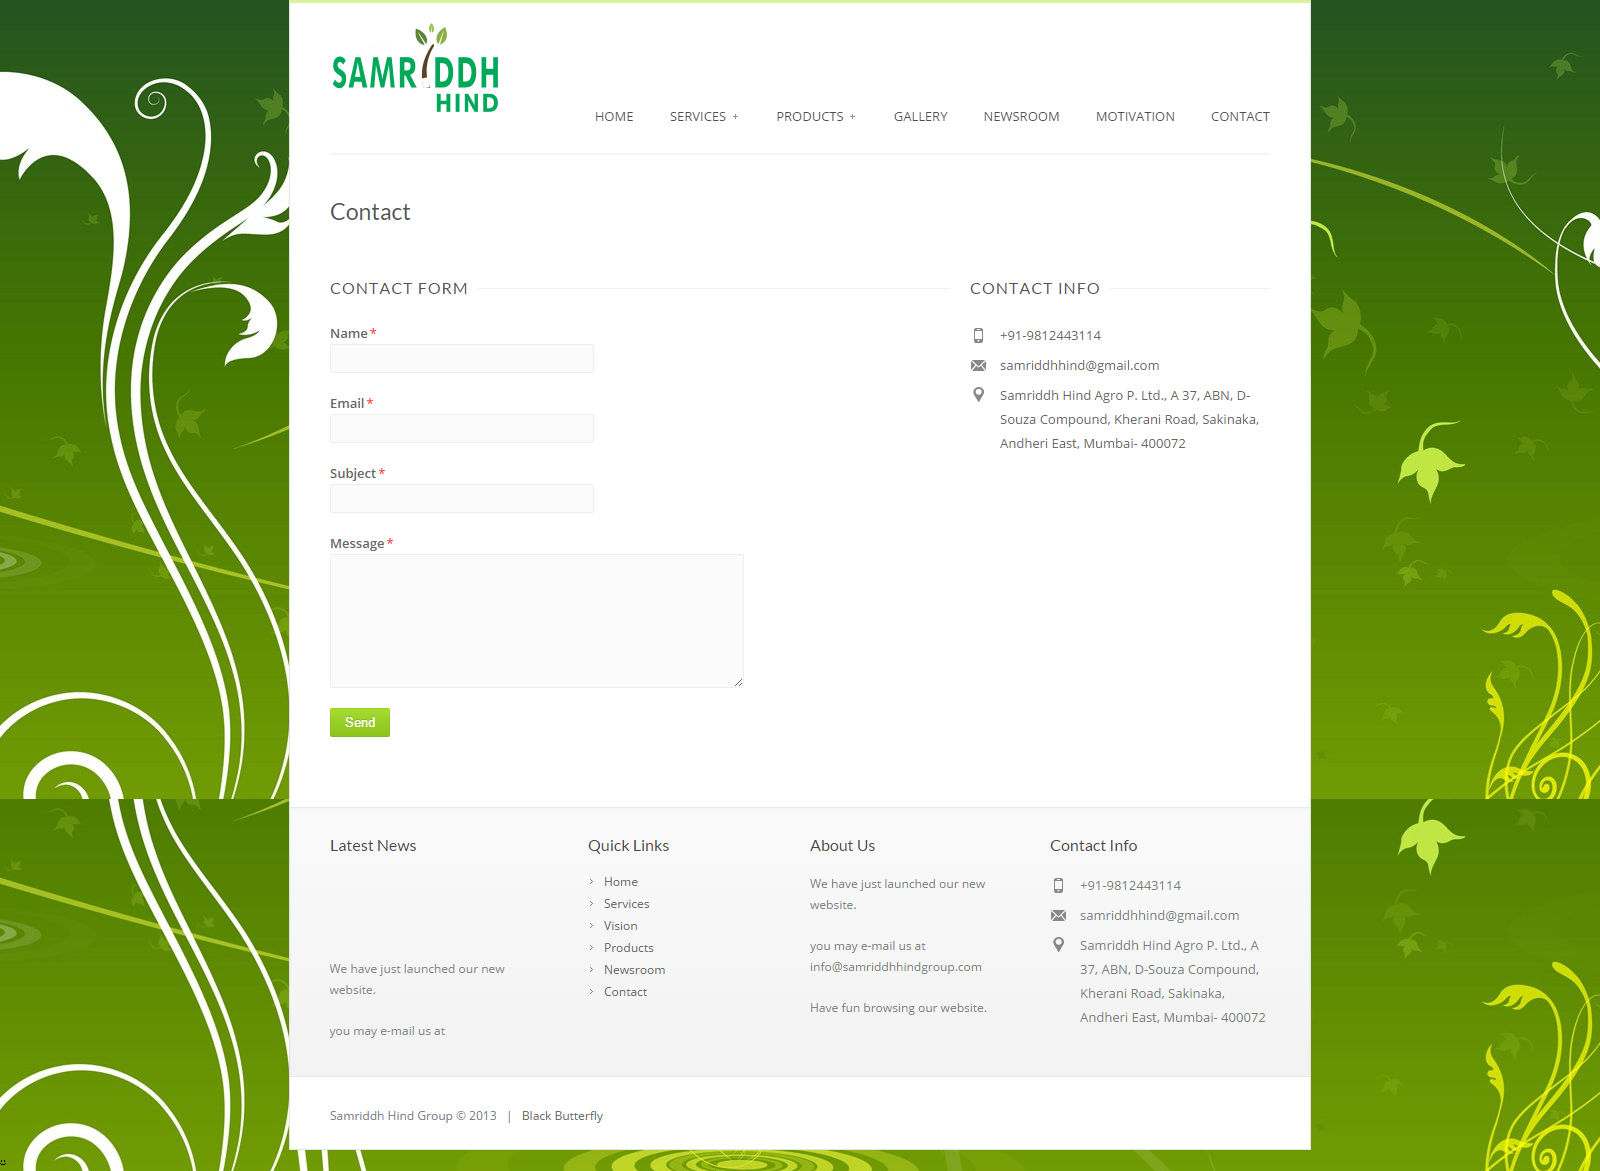 SAMRIDDH
HIND
HOME SERVICES + PRODUCTS + GALLERY NEWSROOM MOTIVATION CONTACT
Contact
CONTACT FORM
Name *
Email *
Subject *
Message *
Send
CONTACT INFO
+91-9812443114
samriddhhind@gmail.com
Samriddh Hind Agro P. Ltd., A 37, ABN, D-
Souza Compound, Kherani Road, Sakinaka,
Andheri East, Mumbai- 400072
Latest News
We have just launched our new
website.
you may e-mail us at
Quick Links
Home
Services
Vision
Products
Newsroom
Contact
About Us
We have just launched our new
website.
you may e-mail us at
info@samriddhhindgroup.com
Have fun browsing our website.
Contact Info
+91-9812443114
samriddhhind@gmail.com
Samriddh Hind Agro P. Ltd., A
37, ABN, D-Souza Compound,
Kherani Road, Sakinaka,
Andheri East, Mumbai- 400072
Samriddh Hind Group © 2013 | Black Butterfly